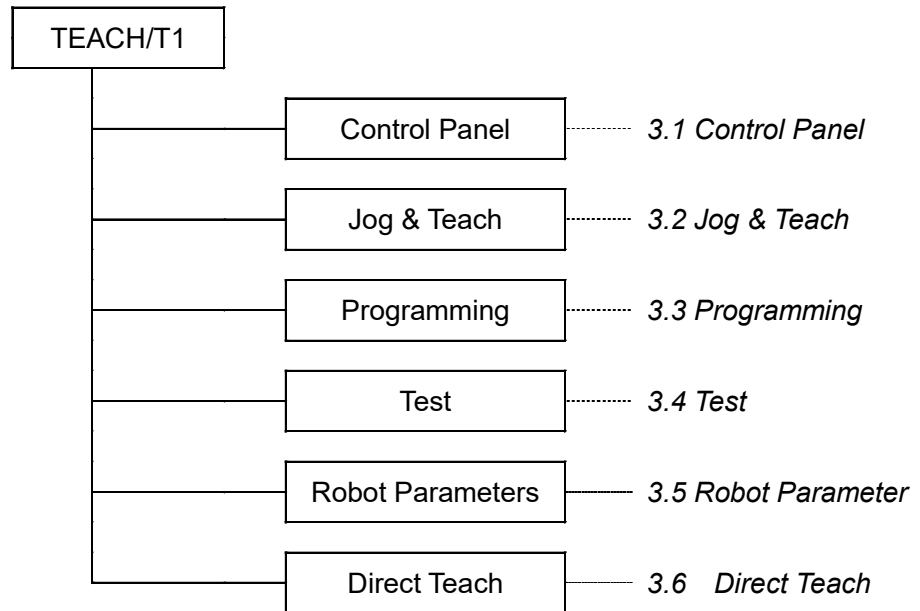 TEACH/T1
Control Panel 3.1 Control Panel
Jog & Teach 3.2 Jog & Teach
Programming 3.3 Programming
Test 3.4 Test
Robot Parameters 3.5 Robot Parameter
Direct Teach 3.6 Direct Teach